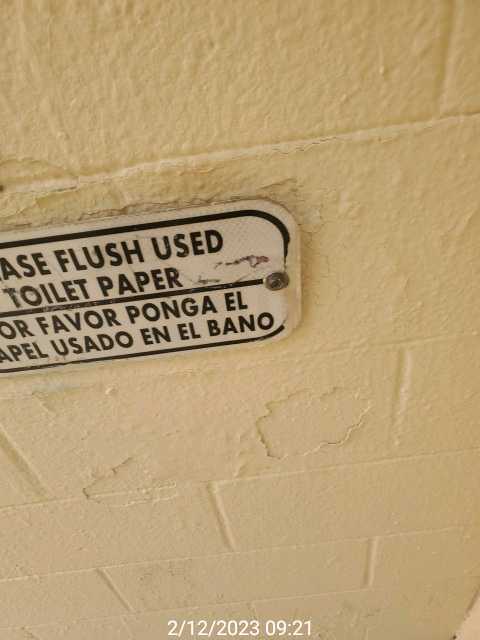 ASE FLUSH USED
TOILET PAPER
OR FAVOR PONGA EL
APEL USADO EN EL BANO
2/12/2023 09:21